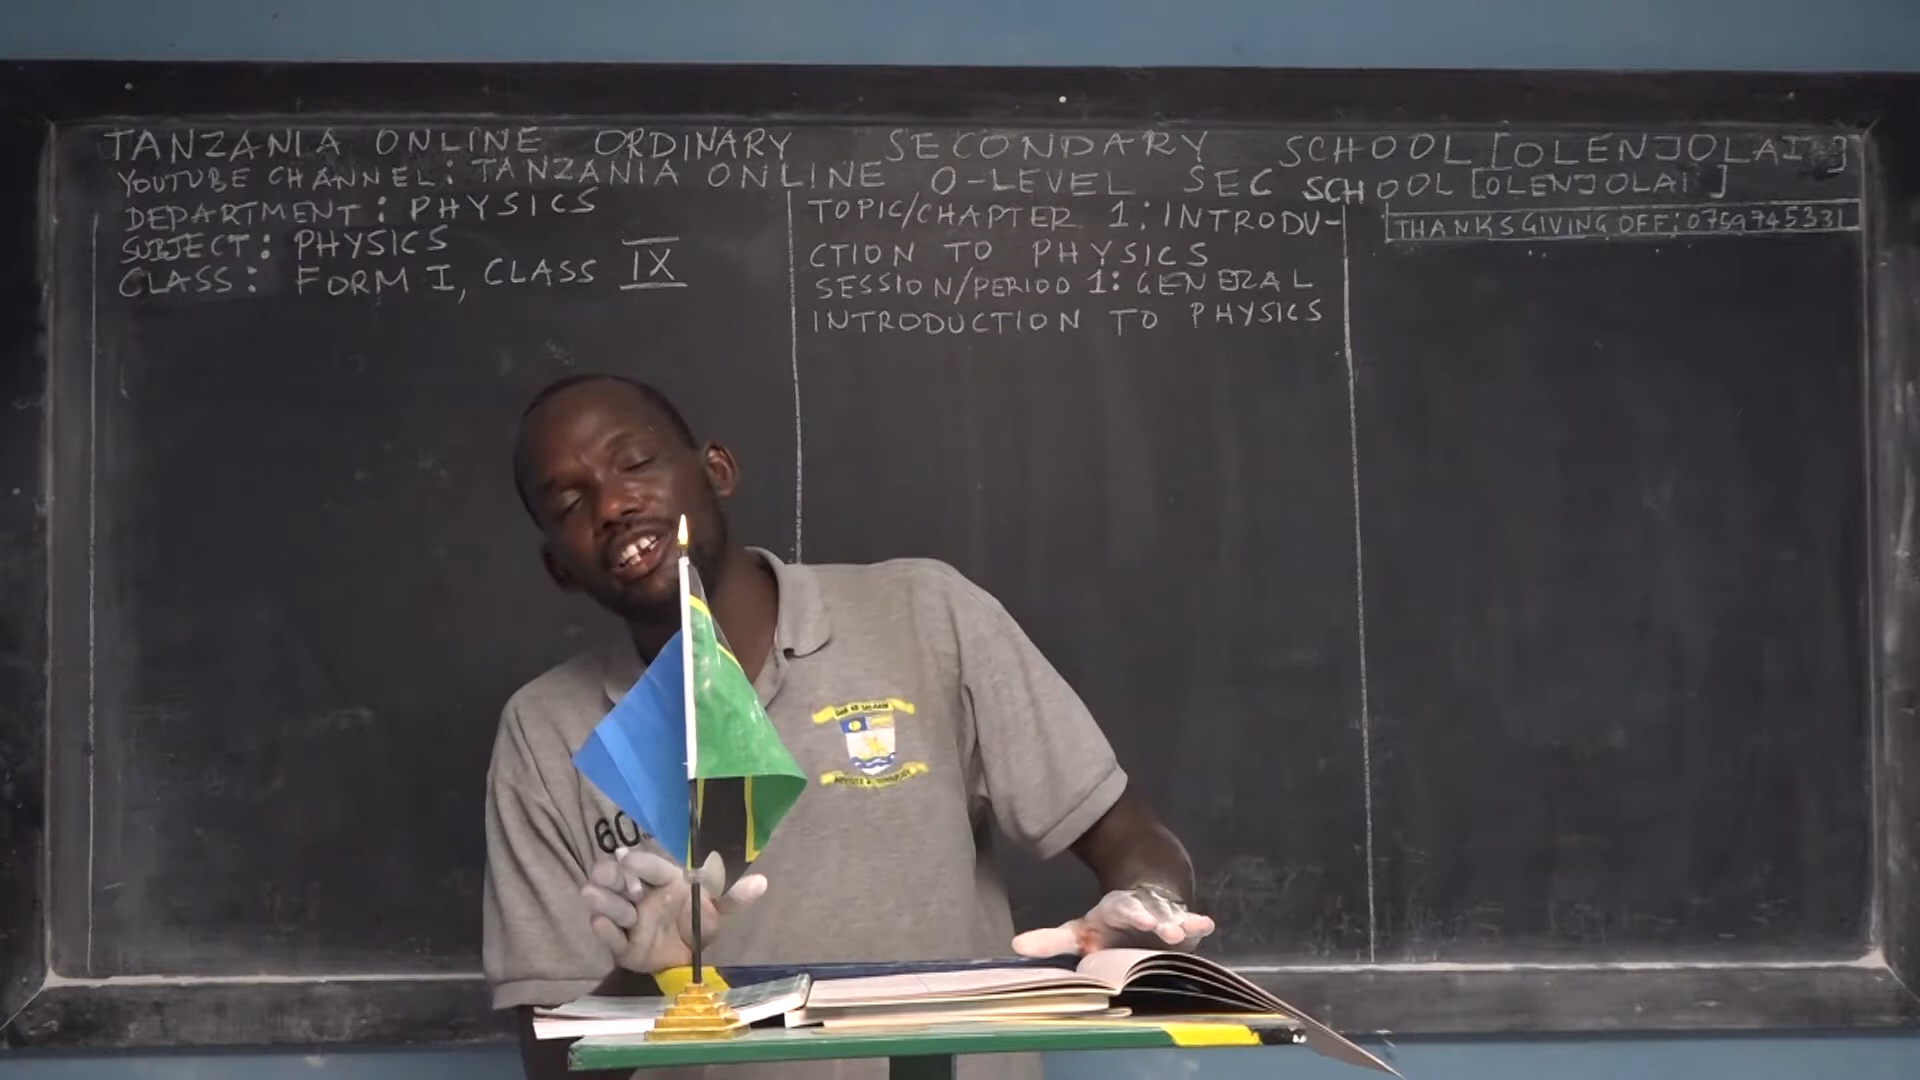 TANZANIA ONLINE ORDINARY SECONDARY SCHOOL [OLENJOLAI]
YOUTUBE CHANNEL: TANZANIA ONLINE O-LEVEL SEC SCHOOL [OLENJOLAI]
DEPARTMENT: PHYSICS
SUBJECT: PHYSICS
CLASS: FORM I, CLASS IX
TOPIC/CHAPTER 1: INTRODU-
CTION TO PHYSICS
SESSION/PERIOD 1: GENERAL
INTRODUCTION TO PHYSICS
THANKSGIVING OFF: 0759745331
60